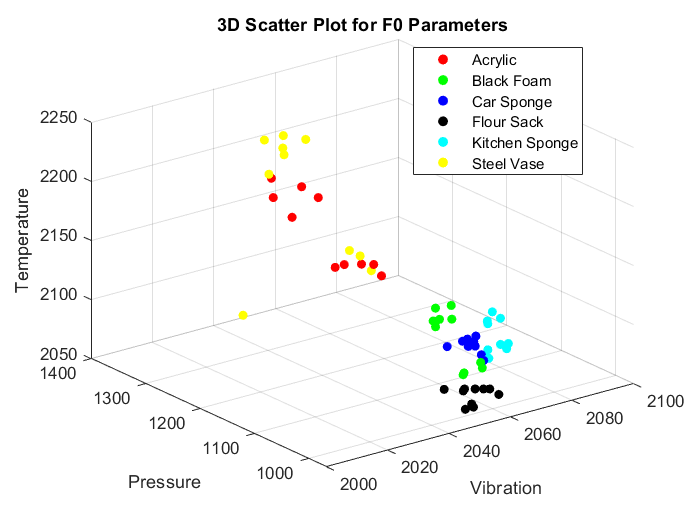 3D Scatter Plot for F0 Parameters
Acrylic
Black Foam
Car Sponge
Flour Sack
Kitchen Sponge
Steel Vase
2250
2200
2150
2100
2050
Temperature
1400
1300
1200
1100
1000
Pressure
2000
2020
2040
2060
2080
2100
Vibration